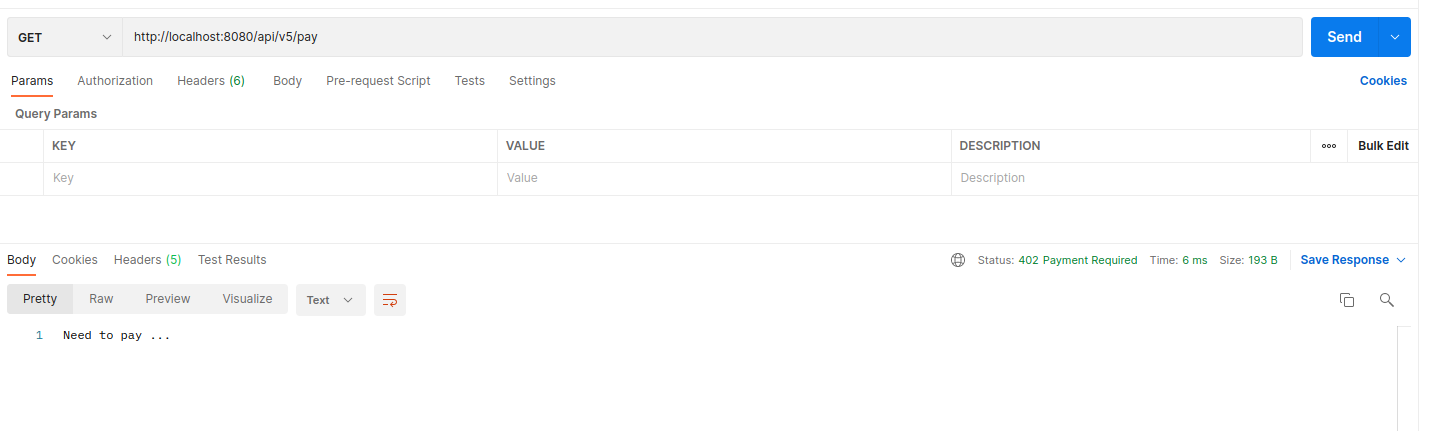 GET http://localhost:8080/api/v5/pay Send
Params Authorization Headers (6) Body Pre-request Script Tests Settings Cookies
Query Params
KEY VALUE DESCRIPTION Bulk Edit
Key Value Description
Body Cookies Headers (5) Test Results Status: 402 Payment Required Time: 6 ms Size: 193 B Save Response
Pretty Raw Preview Visualize Text
1 Need to pay ...